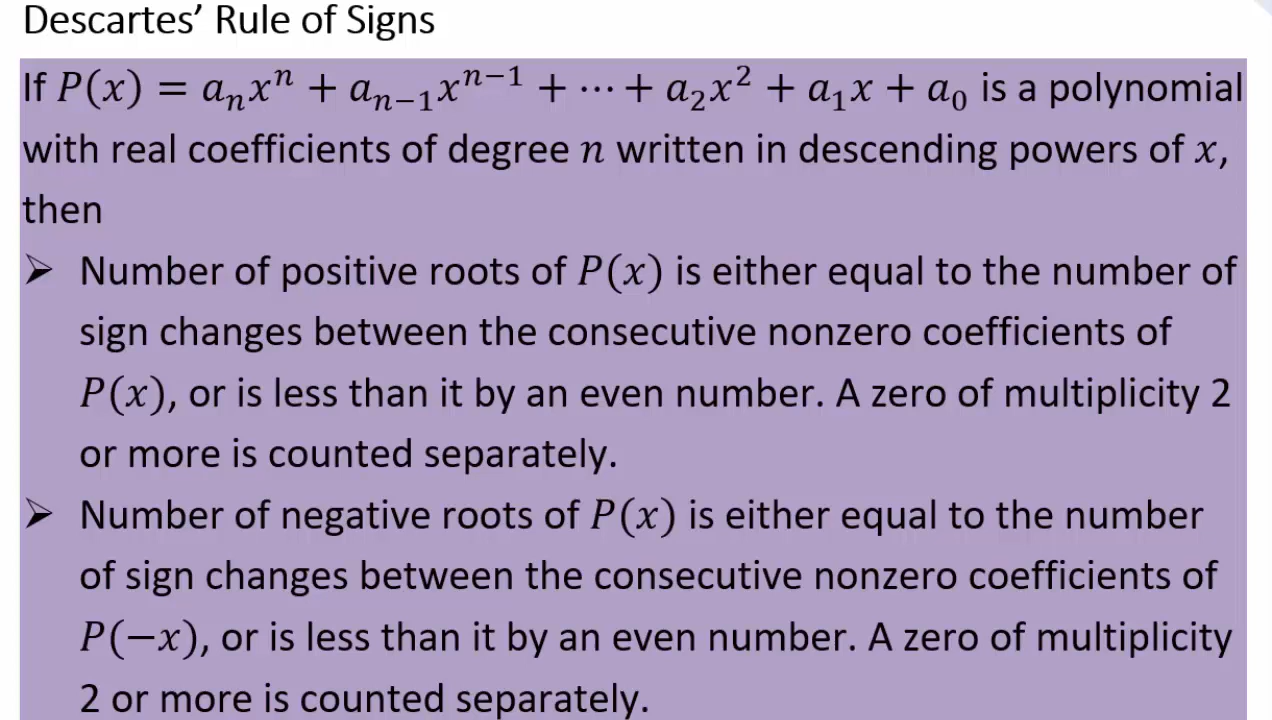 Descartes’ Rule of Signs
If P(x) = aₙxⁿ + aₙ₋₁xⁿ⁻¹ + ⋯ + a₂x² + a₁x + a₀ is a polynomial
with real coefficients of degree n written in descending powers of x,
then
➢ Number of positive roots of P(x) is either equal to the number of
sign changes between the consecutive nonzero coefficients of
P(x), or is less than it by an even number. A zero of multiplicity 2
or more is counted separately.
➢ Number of negative roots of P(x) is either equal to the number
of sign changes between the consecutive nonzero coefficients of
P(−x), or is less than it by an even number. A zero of multiplicity
2 or more is counted separately.